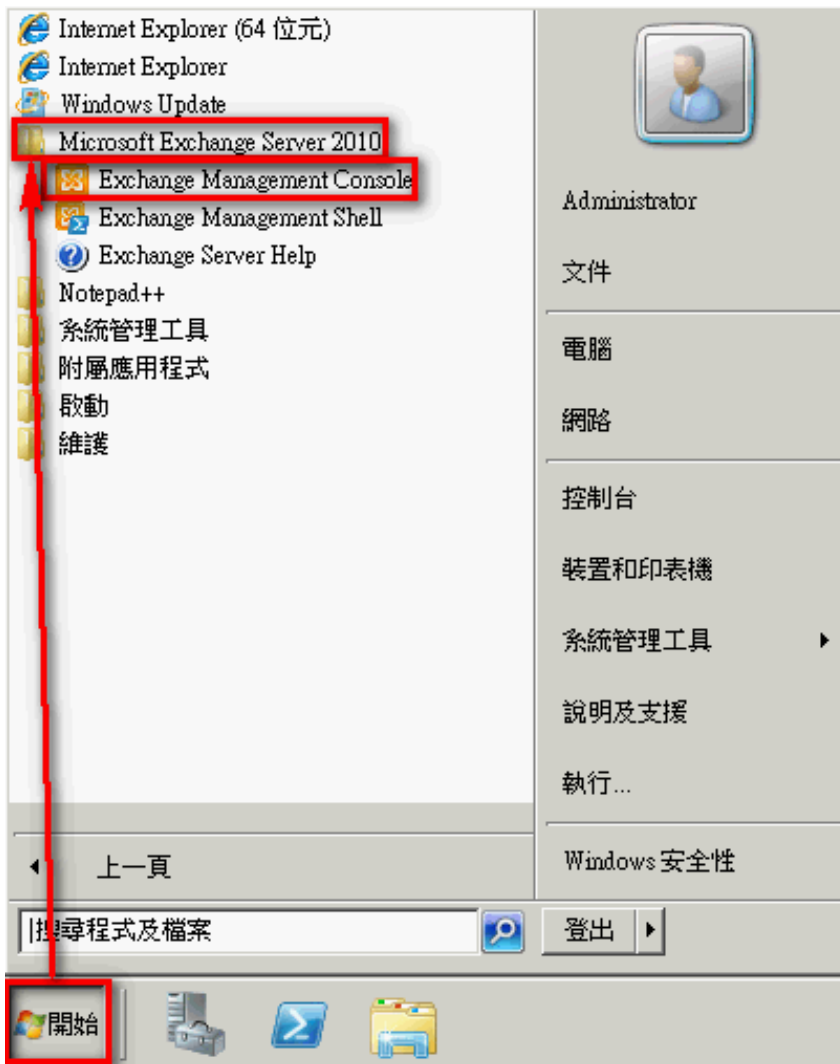 Internet Explorer (64 位元)
Internet Explorer
Windows Update
Microsoft Exchange Server 2010
Exchange Management Console
Exchange Management Shell
Exchange Server Help
Notepad++
系統管理工具
附屬應用程式
啟動
維護
上一頁
搜尋程式及檔案
Administrator
文件
電腦
網路
控制台
裝置和印表機
系統管理工具
說明及支援
執行...
Windows 安全性
登出
開始